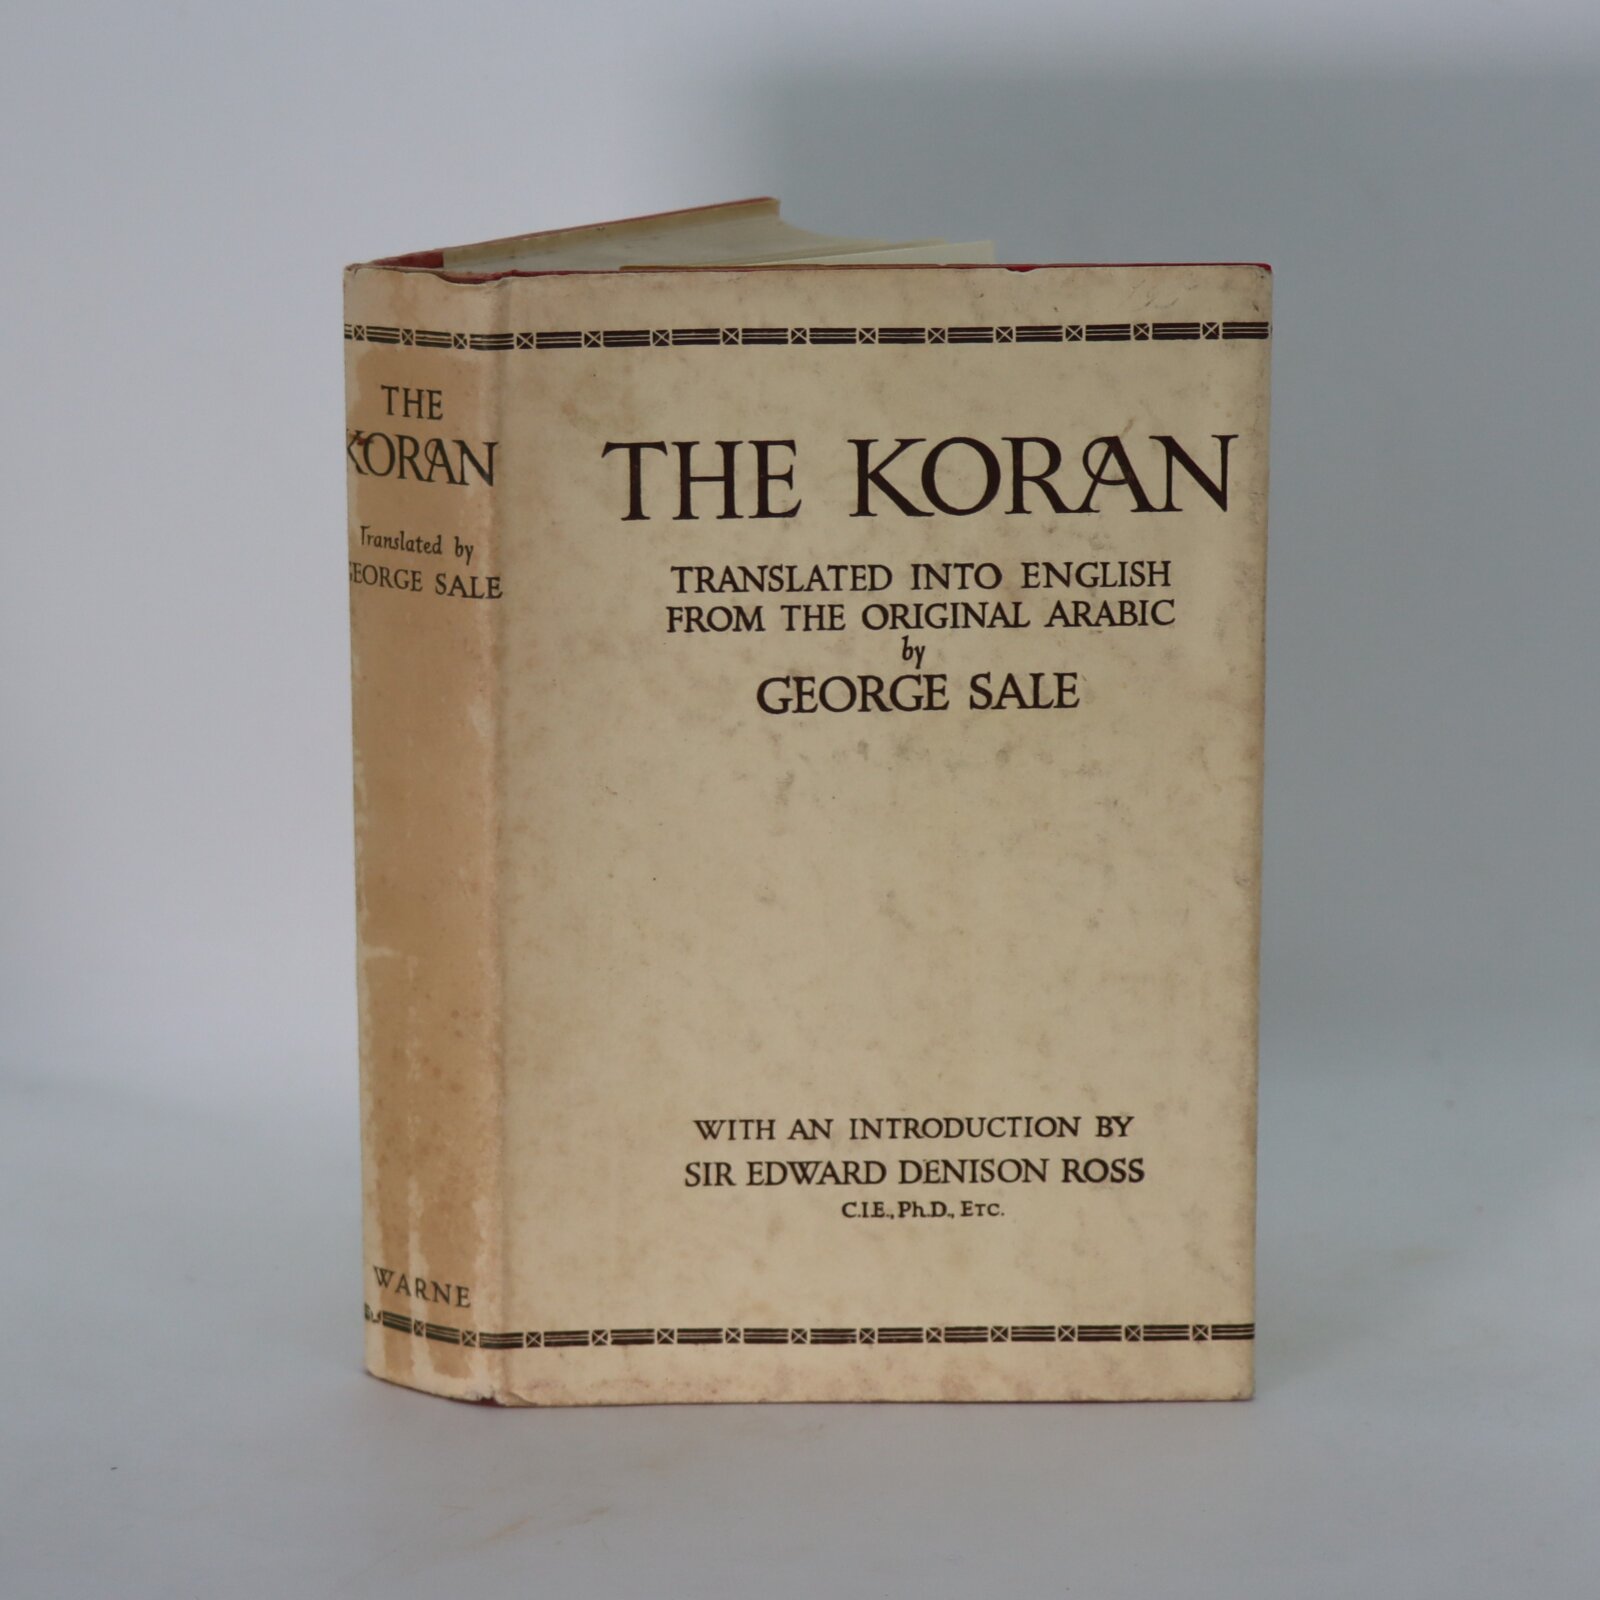 THE
KORAN
Translated by
GEORGE SALE
WARNE
THE KORAN
TRANSLATED INTO ENGLISH
FROM THE ORIGINAL ARABIC
by
GEORGE SALE
WITH AN INTRODUCTION BY
SIR EDWARD DENISON ROSS
C.I.E., Ph.D., ETC.